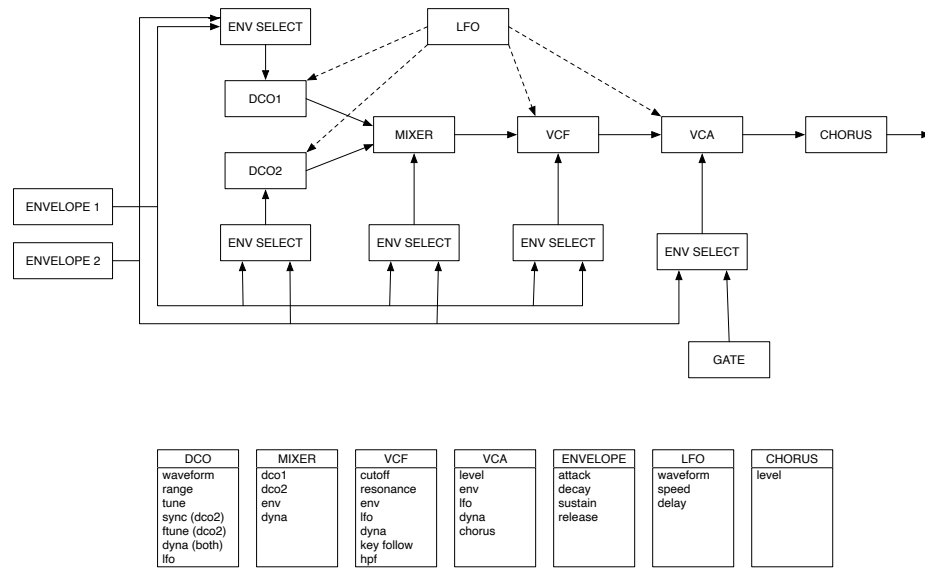 ENV SELECT
LFO
DCO1
MIXER
VCF
VCA
CHORUS
DCO2
ENVELOPE 1
ENVELOPE 2
ENV SELECT
ENV SELECT
ENV SELECT
ENV SELECT
GATE
DCO
waveform
range
tune
sync (dco2)
ftune (dco2)
dyna (both)
lfo
MIXER
dco1
dco2
env
dyna
VCF
cutoff
resonance
env
lfo
dyna
key follow
hpf
VCA
level
env
lfo
dyna
chorus
ENVELOPE
attack
decay
sustain
release
LFO
waveform
speed
delay
CHORUS
level